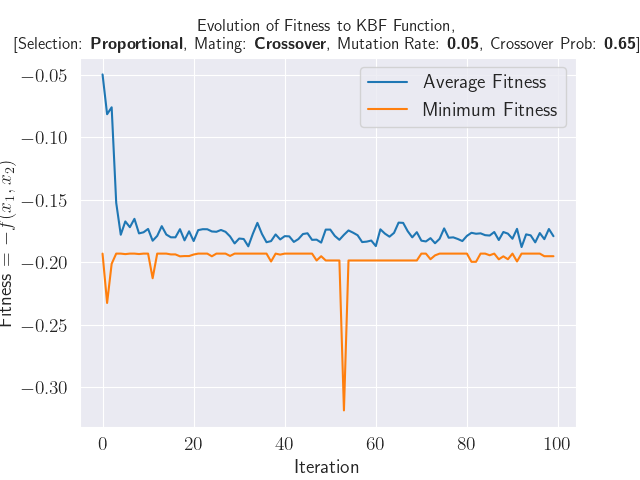 Evolution of Fitness to KBF Function,
[Selection: Proportional, Mating: Crossover, Mutation Rate: 0.05, Crossover Prob: 0.65]
Average Fitness
Minimum Fitness
−0.05
−0.10
−0.15
−0.20
−0.25
−0.30
Fitness = −f(x₁, x₂)
0 20 40 60 80 100
Iteration